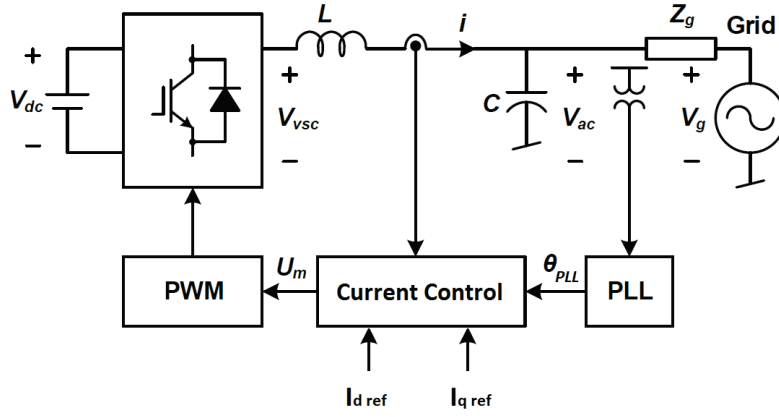 L
i
Z_g
Grid
+
V_dc
−
+
V_vsc
−
C
+
V_ac
−
+
V_g
−
PWM
U_m
Current Control
θ_PLL
PLL
I_d ref
I_q ref